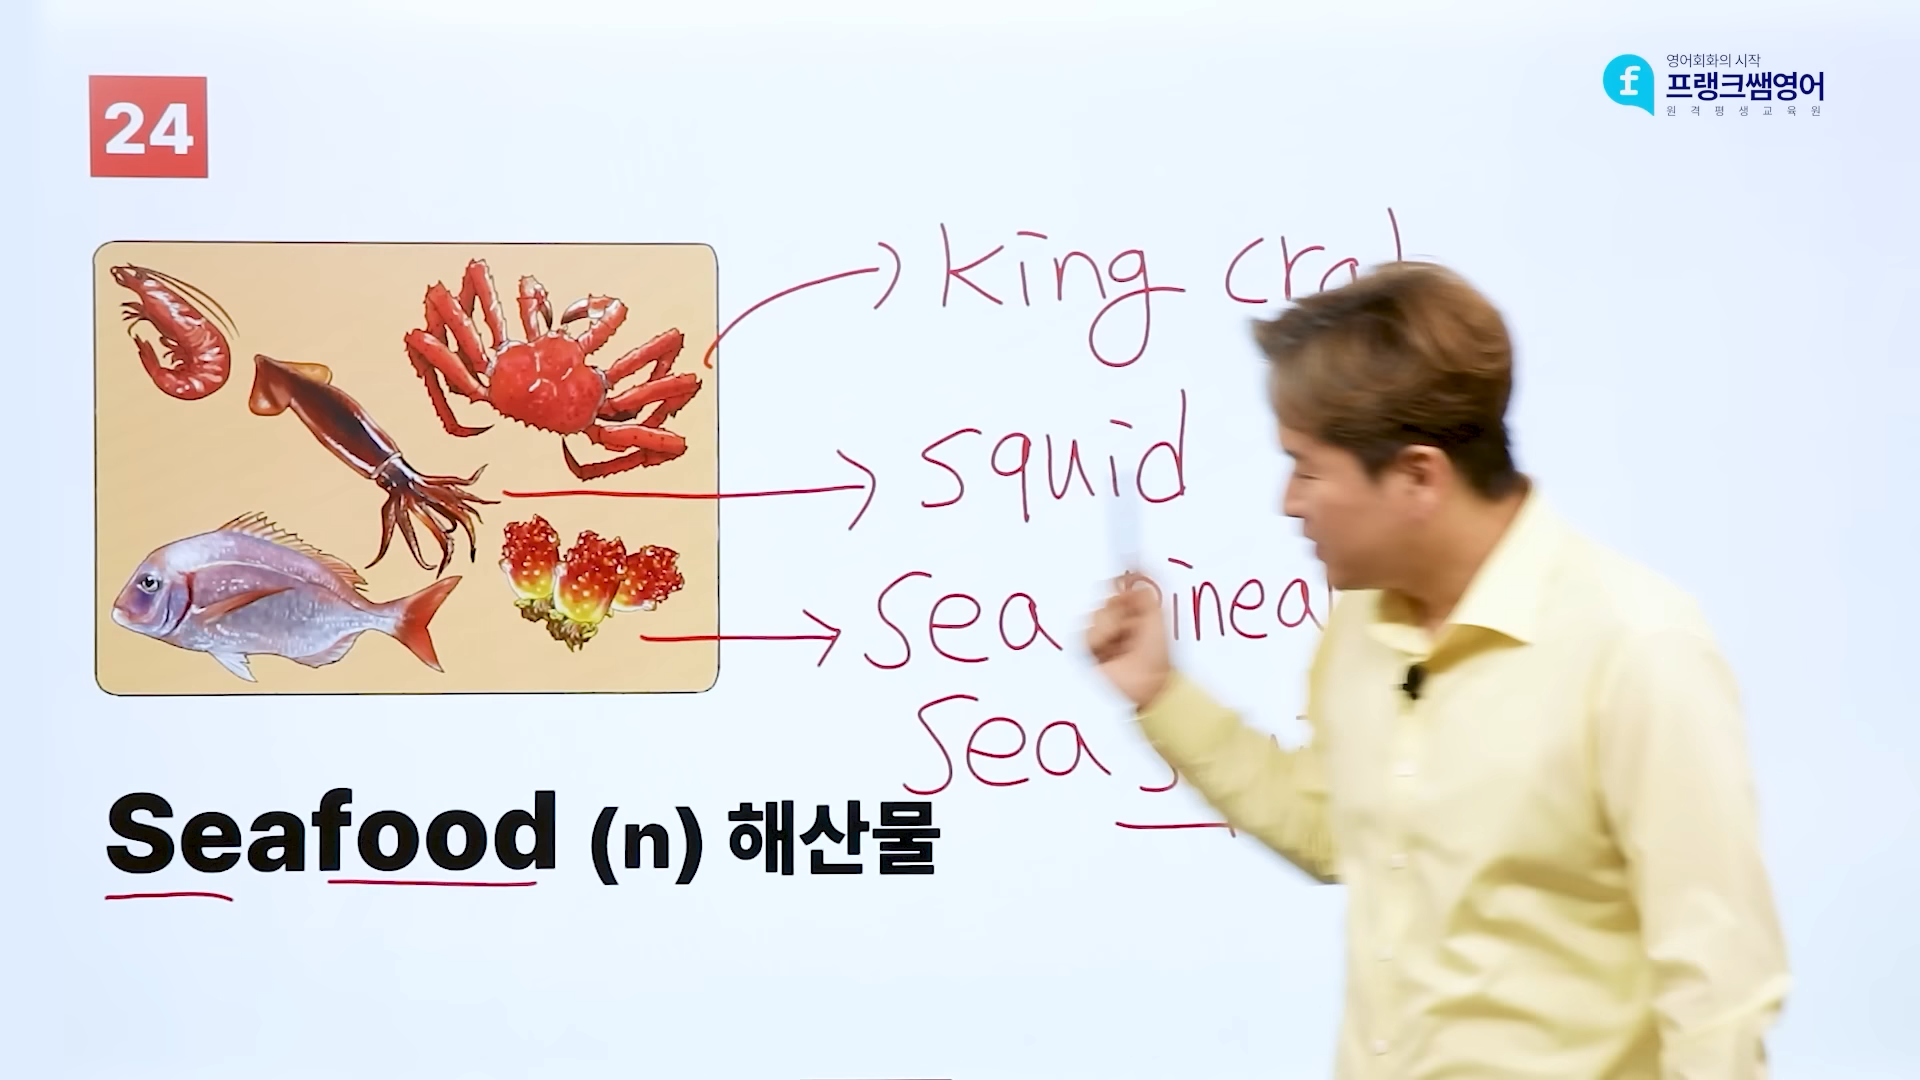 24
영어회화의 시작
프랭크쌤영어
원격평생교육원
king
squid
sea
sea
Seafood (n) 해산물